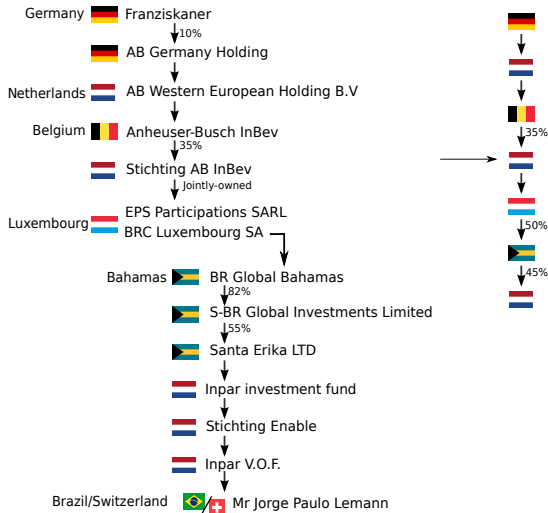 Germany Franziskaner
10%
AB Germany Holding
Netherlands AB Western European Holding B.V
Belgium Anheuser-Busch InBev
35%
Stichting AB InBev
Jointly-owned
EPS Participations SARL
Luxembourg
BRC Luxembourg SA
Bahamas BR Global Bahamas
82%
S-BR Global Investments Limited
55%
Santa Erika LTD
Inpar investment fund
Stichting Enable
Inpar V.O.F.
Brazil/Switzerland / Mr Jorge Paulo Lemann
35%
50%
45%